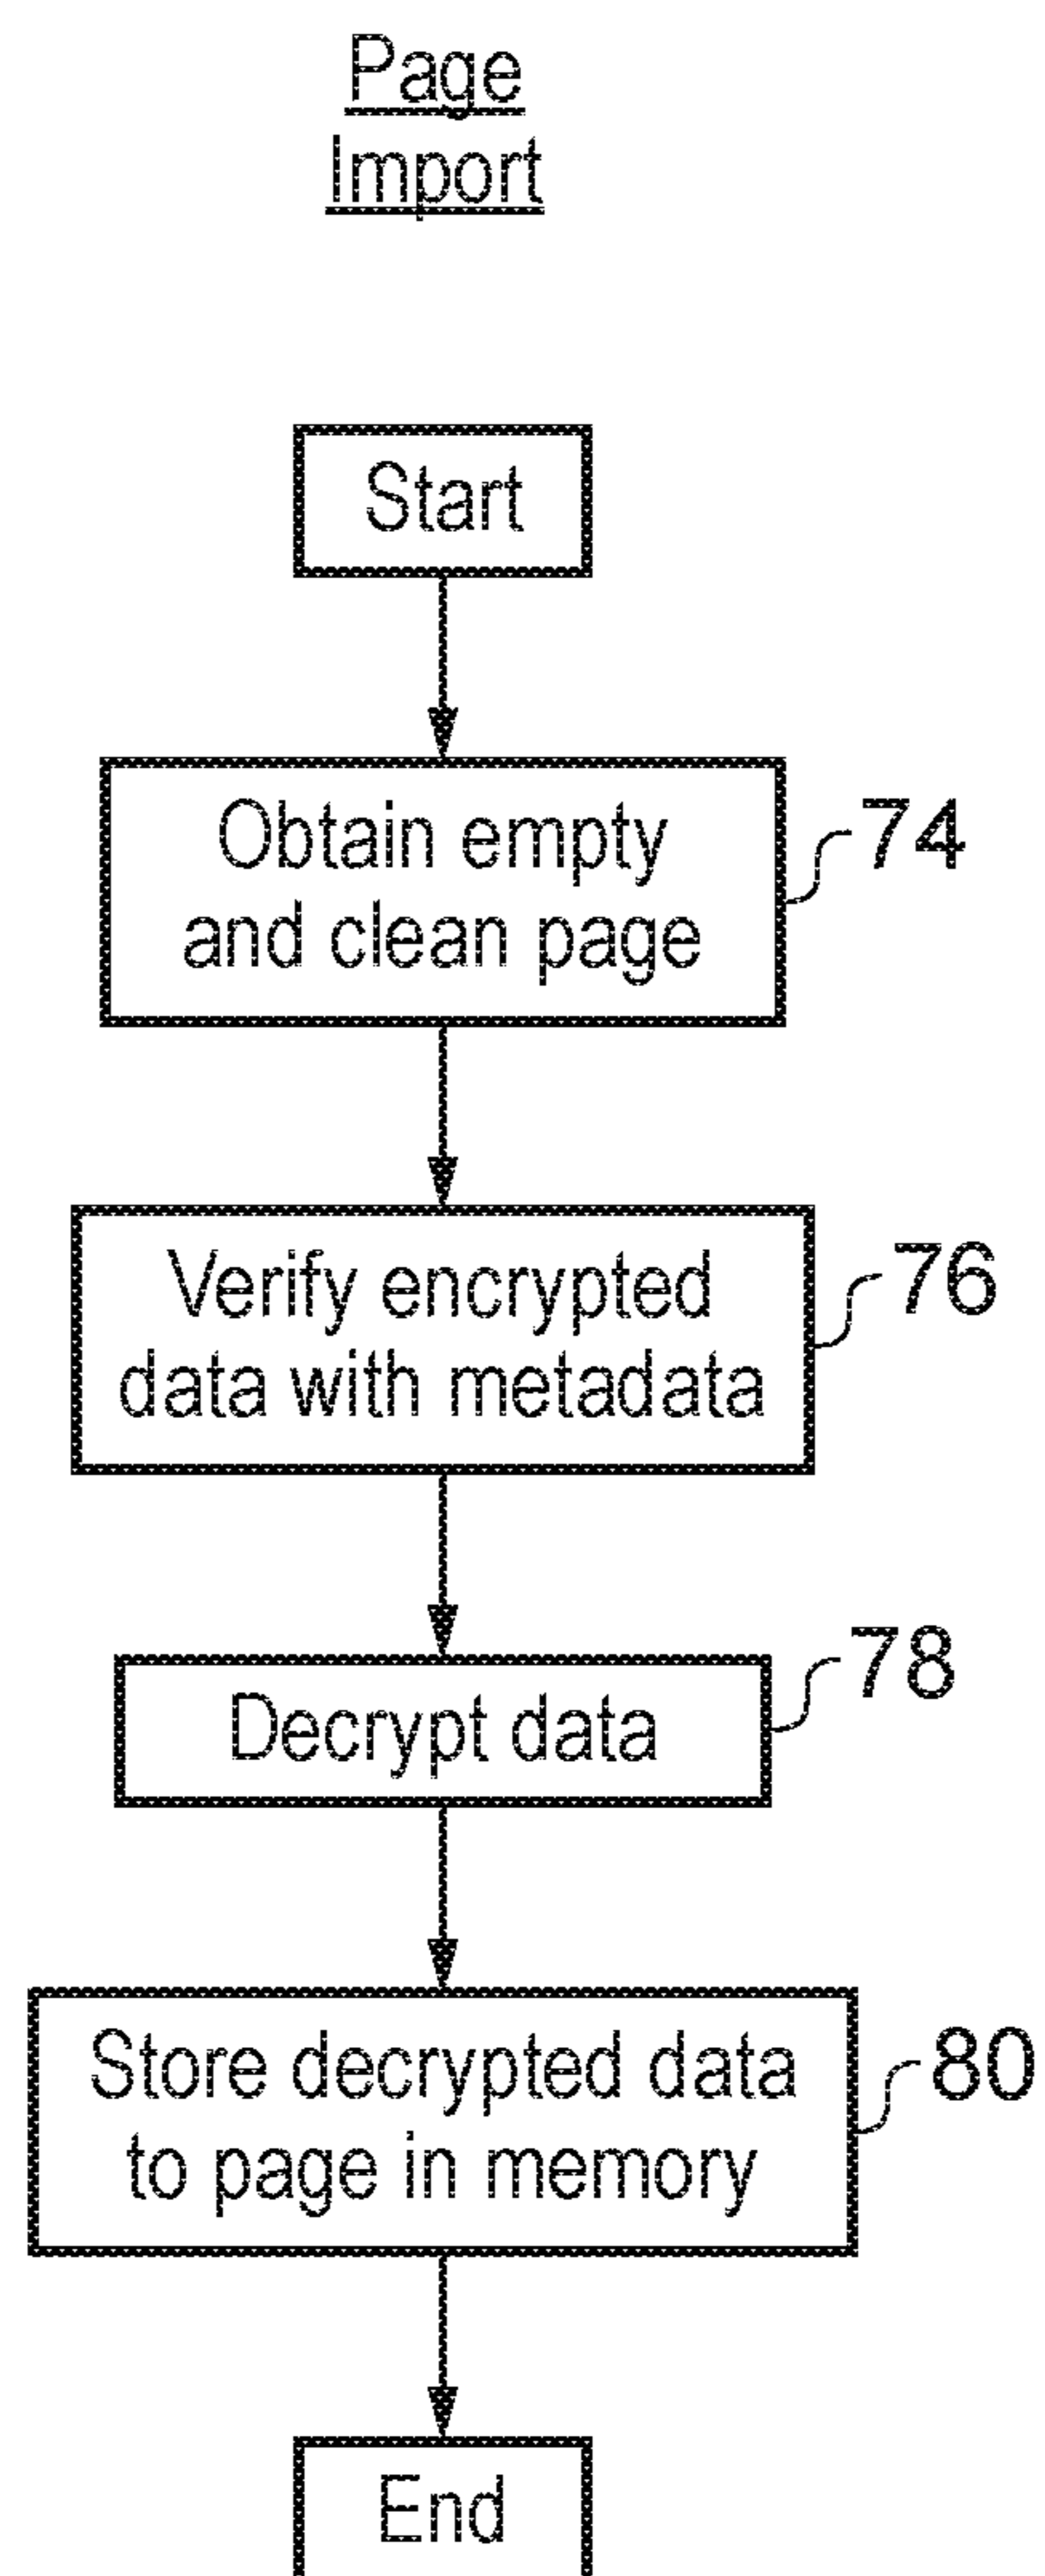 Page
Import
Start
Obtain empty
and clean page
74
Verify encrypted
data with metadata
76
Decrypt data
78
Store decrypted data
to page in memory
80
End